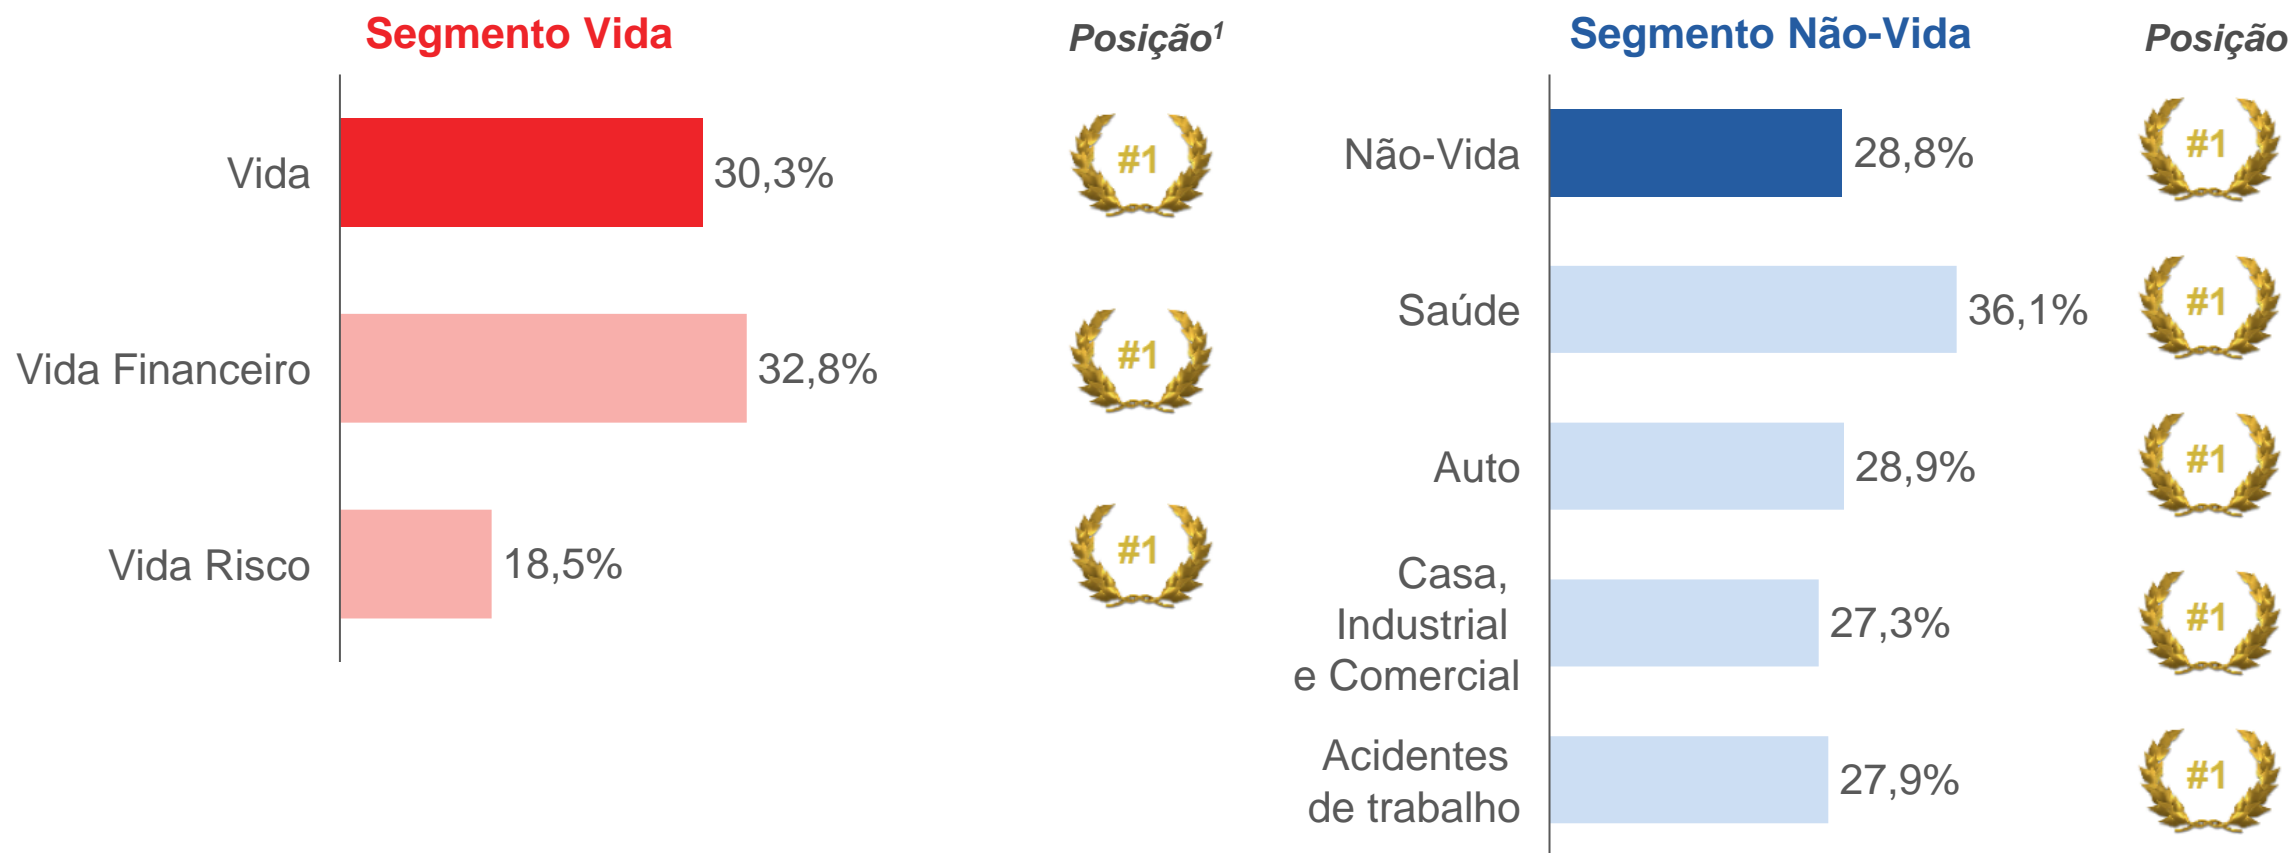 Segmento Vida
Posição1
Vida
30,3%
#1
Vida Financeiro
32,8%
#1
Vida Risco
18,5%
#1
Segmento Não-Vida
Posição
Não-Vida
28,8%
#1
Saúde
36,1%
#1
Auto
28,9%
#1
Casa,
Industrial
e Comercial
27,3%
#1
Acidentes
de trabalho
27,9%
#1